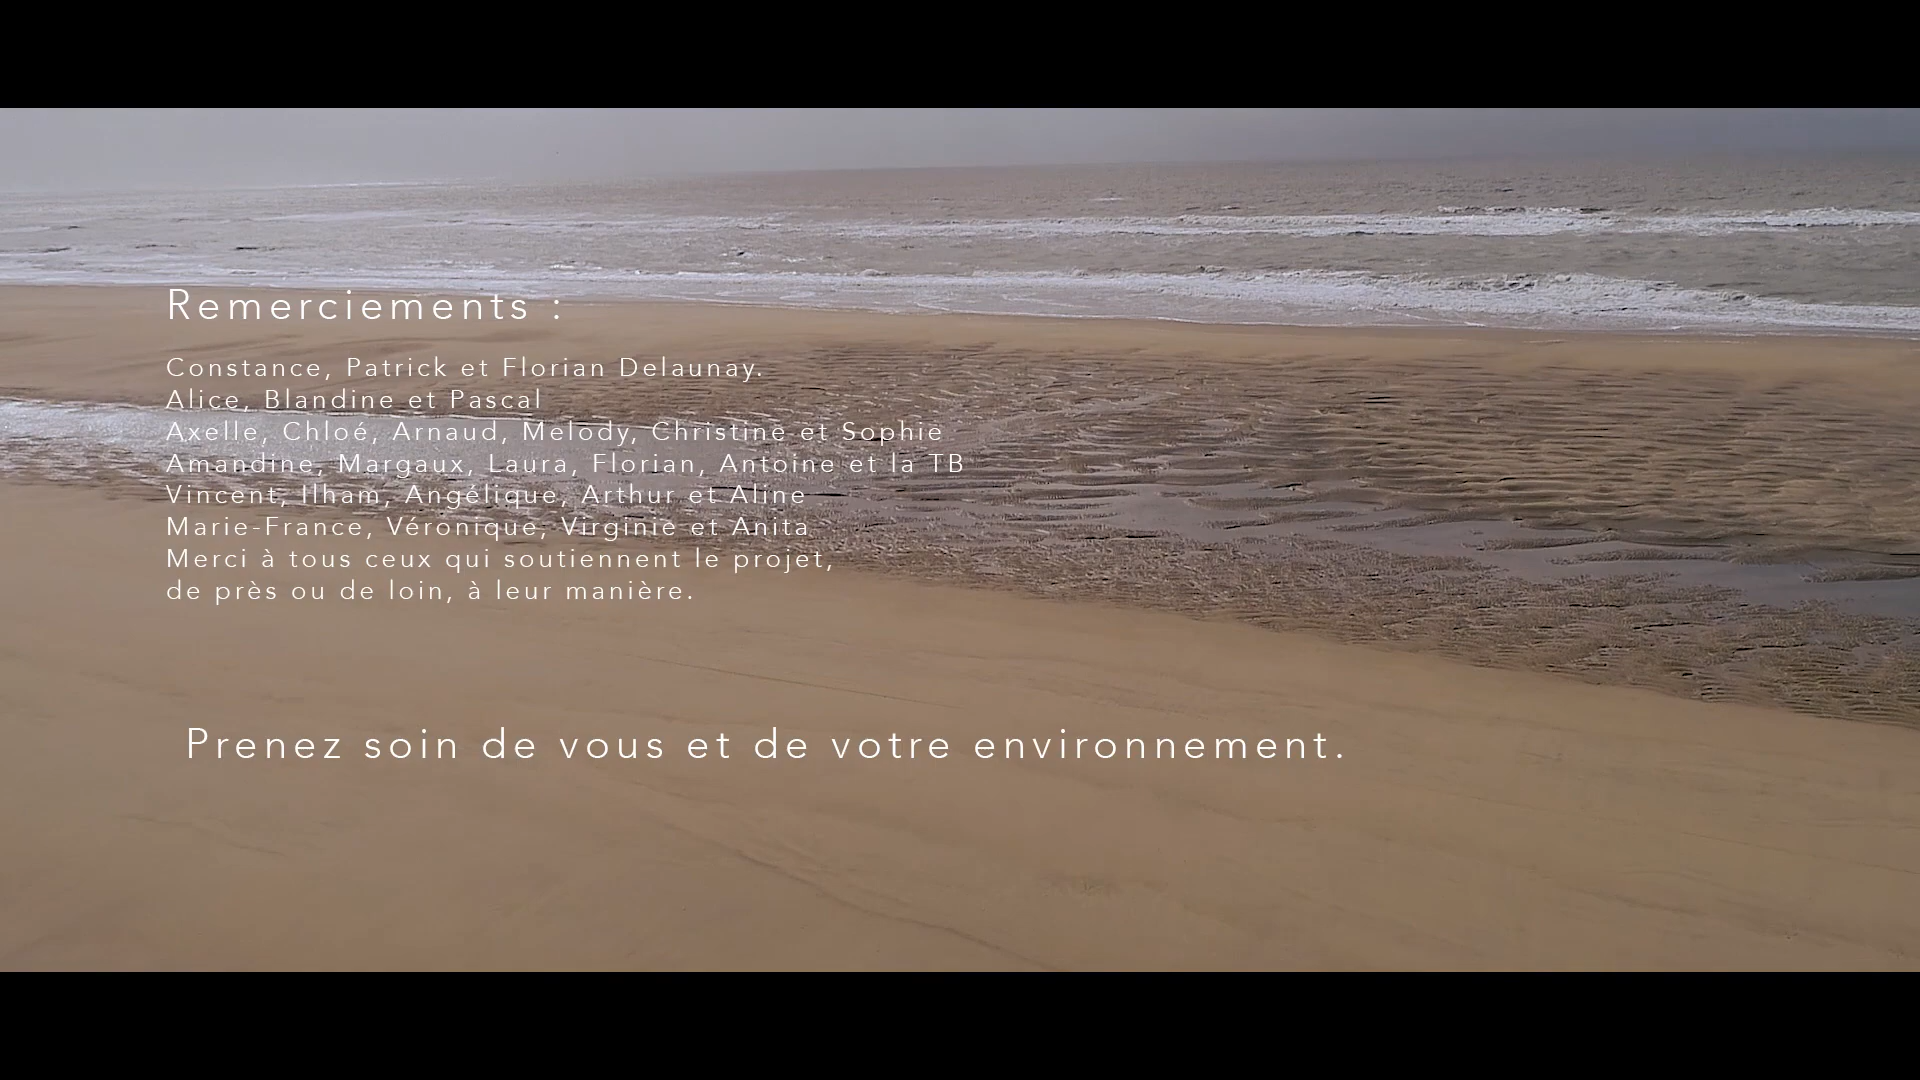 Remerciements :
Constance, Patrick et Florian Delaunay.
Alice, Blandine et Pascal
Axelle, Chloé, Arnaud, Melody, Christine et Sophie
Amandine, Margaux, Laura, Florian, Antoine et la TB
Vincent, Ilham, Angélique, Arthur et Aline
Marie-France, Véronique, Virginie et Anita
Merci à tous ceux qui soutiennent le projet,
de près ou de loin, à leur manière.
Prenez soin de vous et de votre environnement.